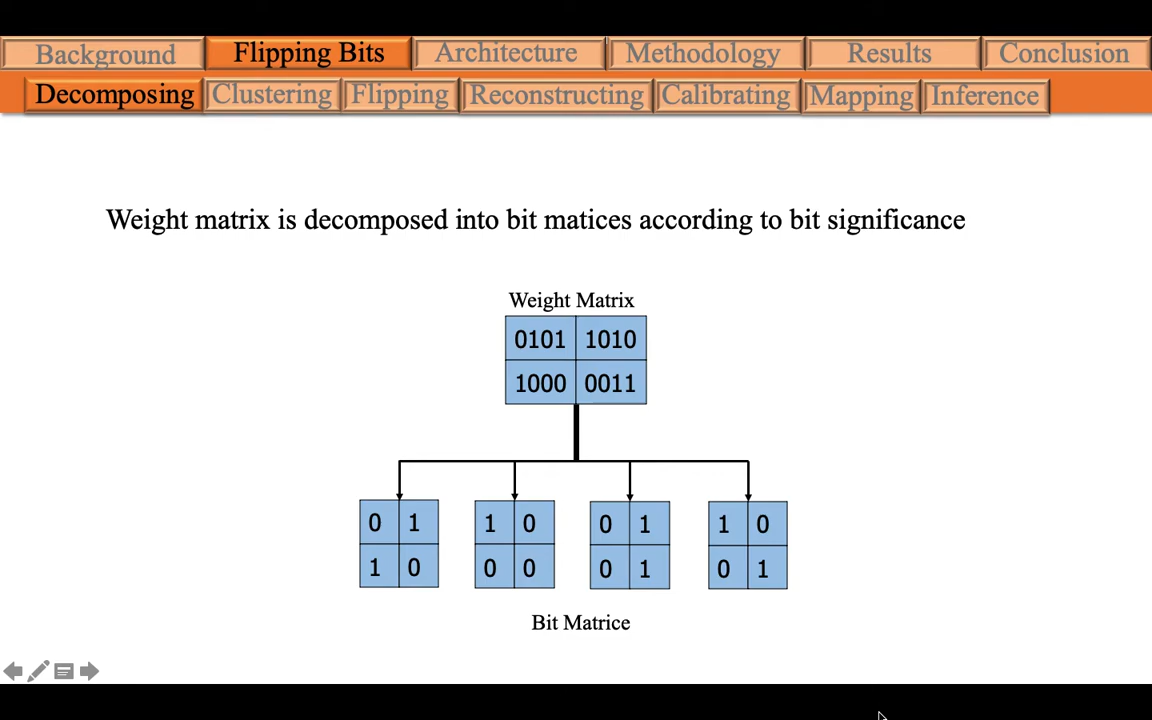 Background Flipping Bits Architecture Methodology Results Conclusion
Decomposing Clustering Flipping Reconstructing Calibrating Mapping Inference
Weight matrix is decomposed into bit matices according to bit significance
Weight Matrix
0101 1010
1000 0011
0 1 1 0 0 1 1 0
1 0 0 0 0 1 0 1
Bit Matrice